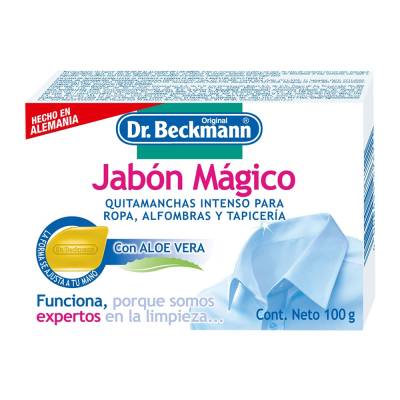 HECHO EN
ALEMANIA
Original
Dr. Beckmann®
Jabón Mágico
QUITAMANCHAS INTENSO PARA
ROPA, ALFOMBRAS Y TAPICERÍA
LA FORMA SE AJUSTA A TU MANO
Dr. Beckmann
Con ALOE VERA
Funciona, porque somos
expertos en la limpieza...
Cont. Neto 100 g